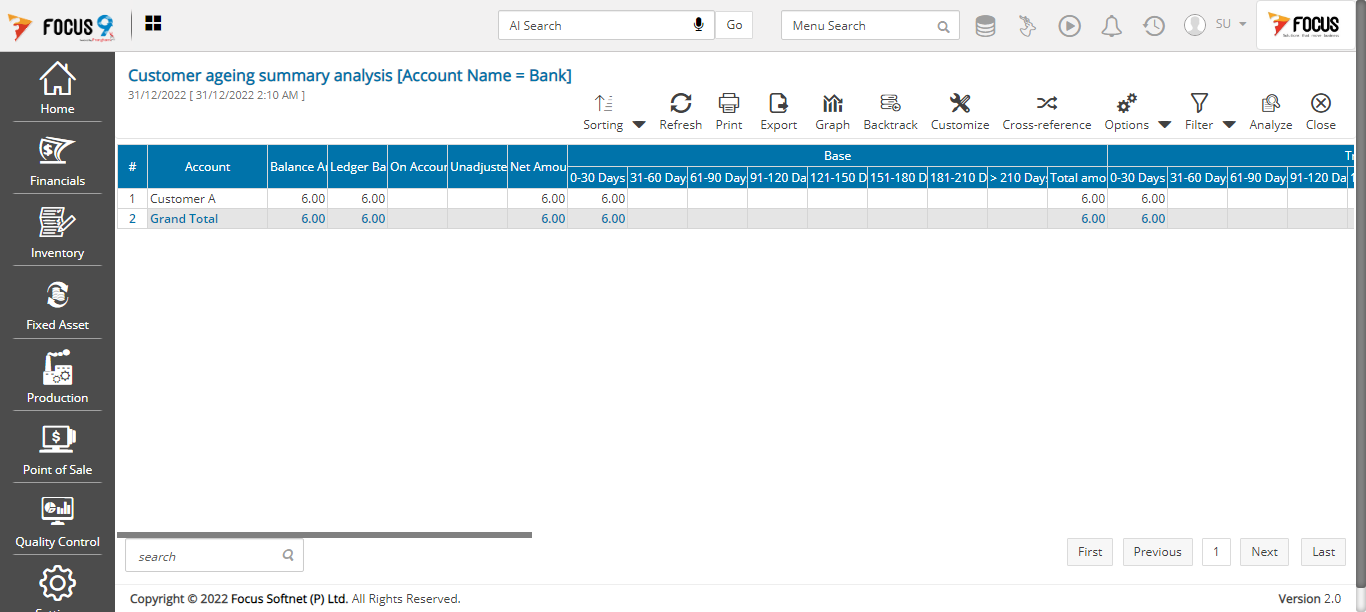 FOCUS 9
AI Search
Go
Menu Search
SU
FOCUS
Home
Financials
Inventory
Fixed Asset
Production
Point of Sale
Quality Control
Customer ageing summary analysis [Account Name = Bank]
31/12/2022 [ 31/12/2022 2:10 AM ]
Sorting Refresh Print Export Graph Backtrack Customize Cross-reference Options Filter Analyze Close
# Account Balance Ledger Ba On Accour Unadjuste Net Amou Base
0-30 Days 31-60 Day 61-90 Day 91-120 Da 121-150 D 151-180 D 181-210 D > 210 Day Total amo 0-30 Days 31-60 Day 61-90 Day 91-120 Da
1 Customer A 6.00 6.00 6.00 6.00 6.00 6.00
2 Grand Total 6.00 6.00 6.00 6.00 6.00 6.00
search
First Previous 1 Next Last
Copyright © 2022 Focus Softnet (P) Ltd. All Rights Reserved.
Version 2.0